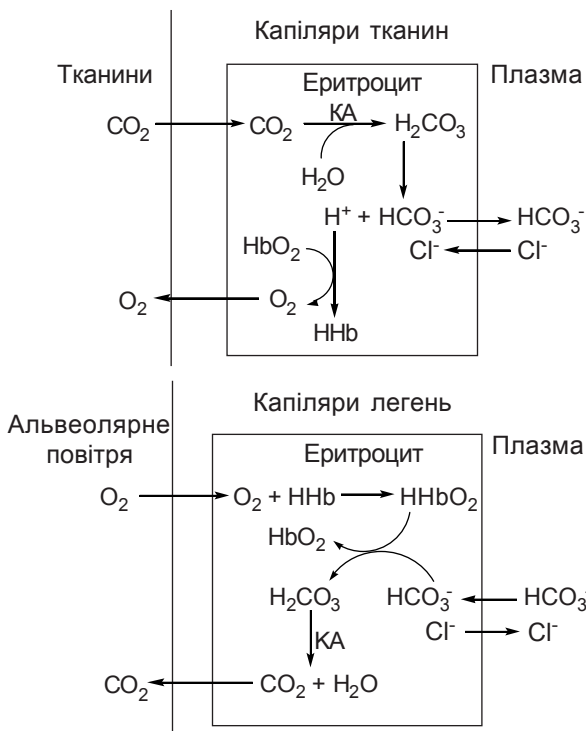 Капіляри тканин
Тканини
Еритроцит
Плазма
CO₂
CO₂
КА
H₂CO₃
H₂O
H⁺ + HCO₃⁻
HCO₃⁻
HbO₂
Cl⁻
Cl⁻
O₂
O₂
HHb
Капіляри легень
Альвеолярне
повітря
Еритроцит
Плазма
O₂
O₂ + HHb
HHbO₂
HbO₂
H₂CO₃
HCO₃⁻
HCO₃⁻
Cl⁻
Cl⁻
КА
CO₂
CO₂ + H₂O